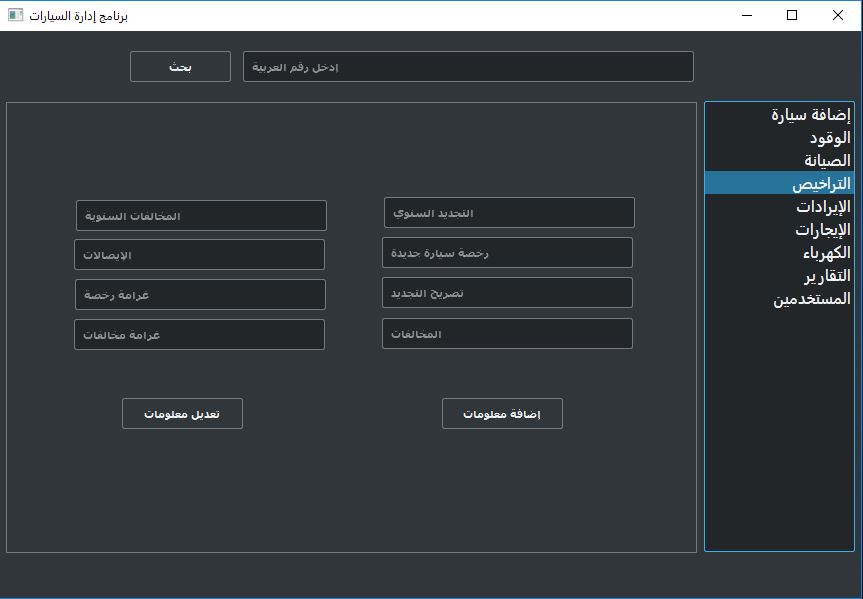 برنامج إدارة السيارات
إدخل رقم العربية
بحث
إضافة سيارة
الوقود
الصيانة
التراخيص
الإيرادات
الإيجارات
الكهرباء
التقارير
المستخدمين
التجديد السنوي
المخالفات السنوية
رخصة سيارة جديدة
الإيصالات
تصريح التجديد
غرامة رخصة
المخالفات
غرامة مخالفات
إضافة معلومات
تعديل معلومات